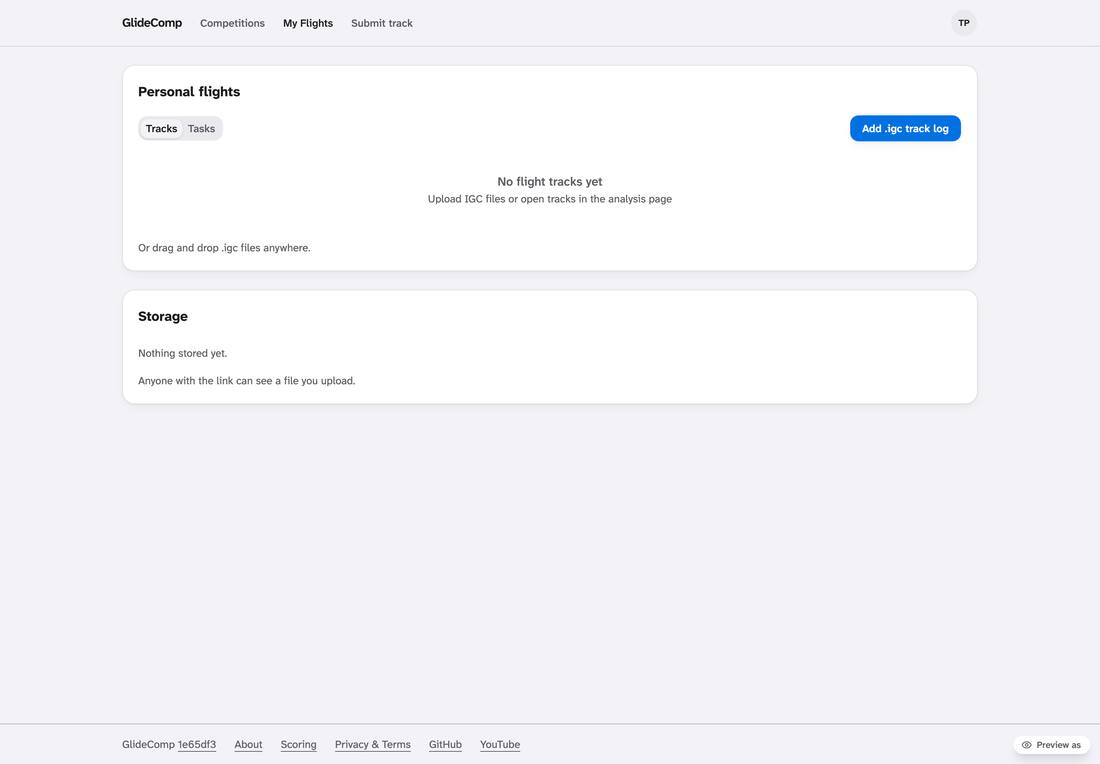 GlideComp Competitions My Flights Submit track TP
Personal flights
Tracks Tasks Add .igc track log
No flight tracks yet
Upload IGC files or open tracks in the analysis page
Or drag and drop .igc files anywhere.
Storage
Nothing stored yet.
Anyone with the link can see a file you upload.
GlideComp 1e65df3 About Scoring Privacy & Terms GitHub YouTube Preview as